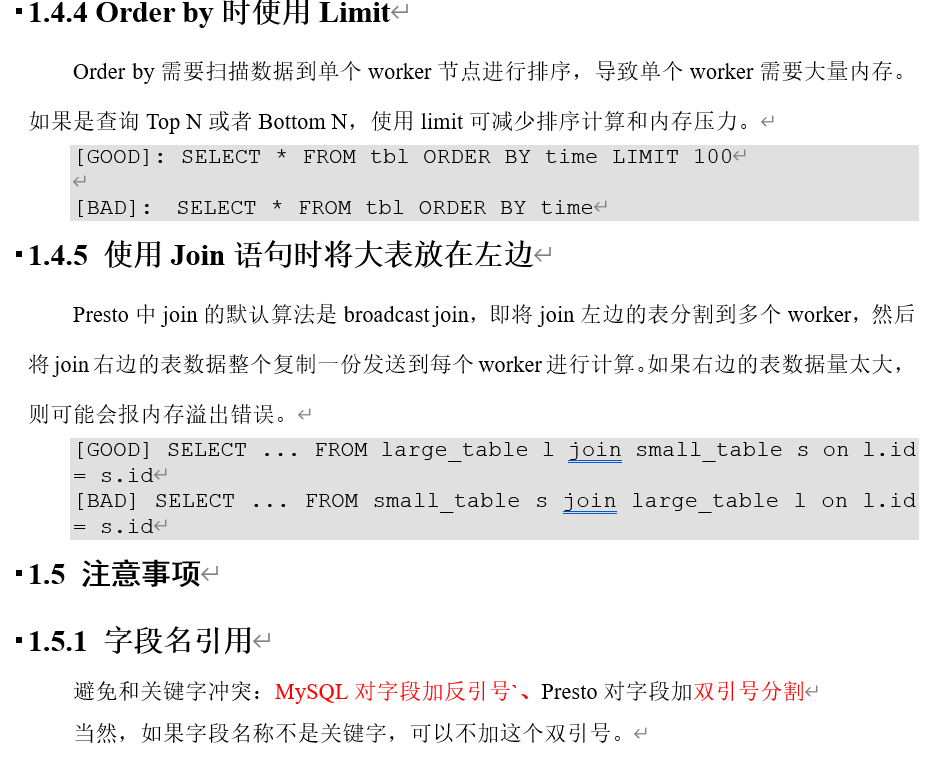 1.4.4 Order by 时使用 Limit
Order by 需要扫描数据到单个 worker 节点进行排序，导致单个 worker 需要大量内存。
如果是查询 Top N 或者 Bottom N，使用 limit 可减少排序计算和内存压力。
[GOOD]: SELECT * FROM tbl ORDER BY time LIMIT 100
[BAD]: SELECT * FROM tbl ORDER BY time
1.4.5 使用 Join 语句时将大表放在左边
Presto 中 join 的默认算法是 broadcast join，即将 join 左边的表分割到多个 worker，然后
将 join 右边的表数据整个复制一份发送到每个 worker 进行计算。如果右边的表数据量太大，
则可能会报内存溢出错误。
[GOOD] SELECT ... FROM large_table l join small_table s on l.id
= s.id
[BAD] SELECT ... FROM small_table s join large_table l on l.id
= s.id
1.5 注意事项
1.5.1 字段名引用
避免和关键字冲突：MySQL 对字段加反引号`、Presto 对字段加双引号分割
当然，如果字段名称不是关键字，可以不加这个双引号。